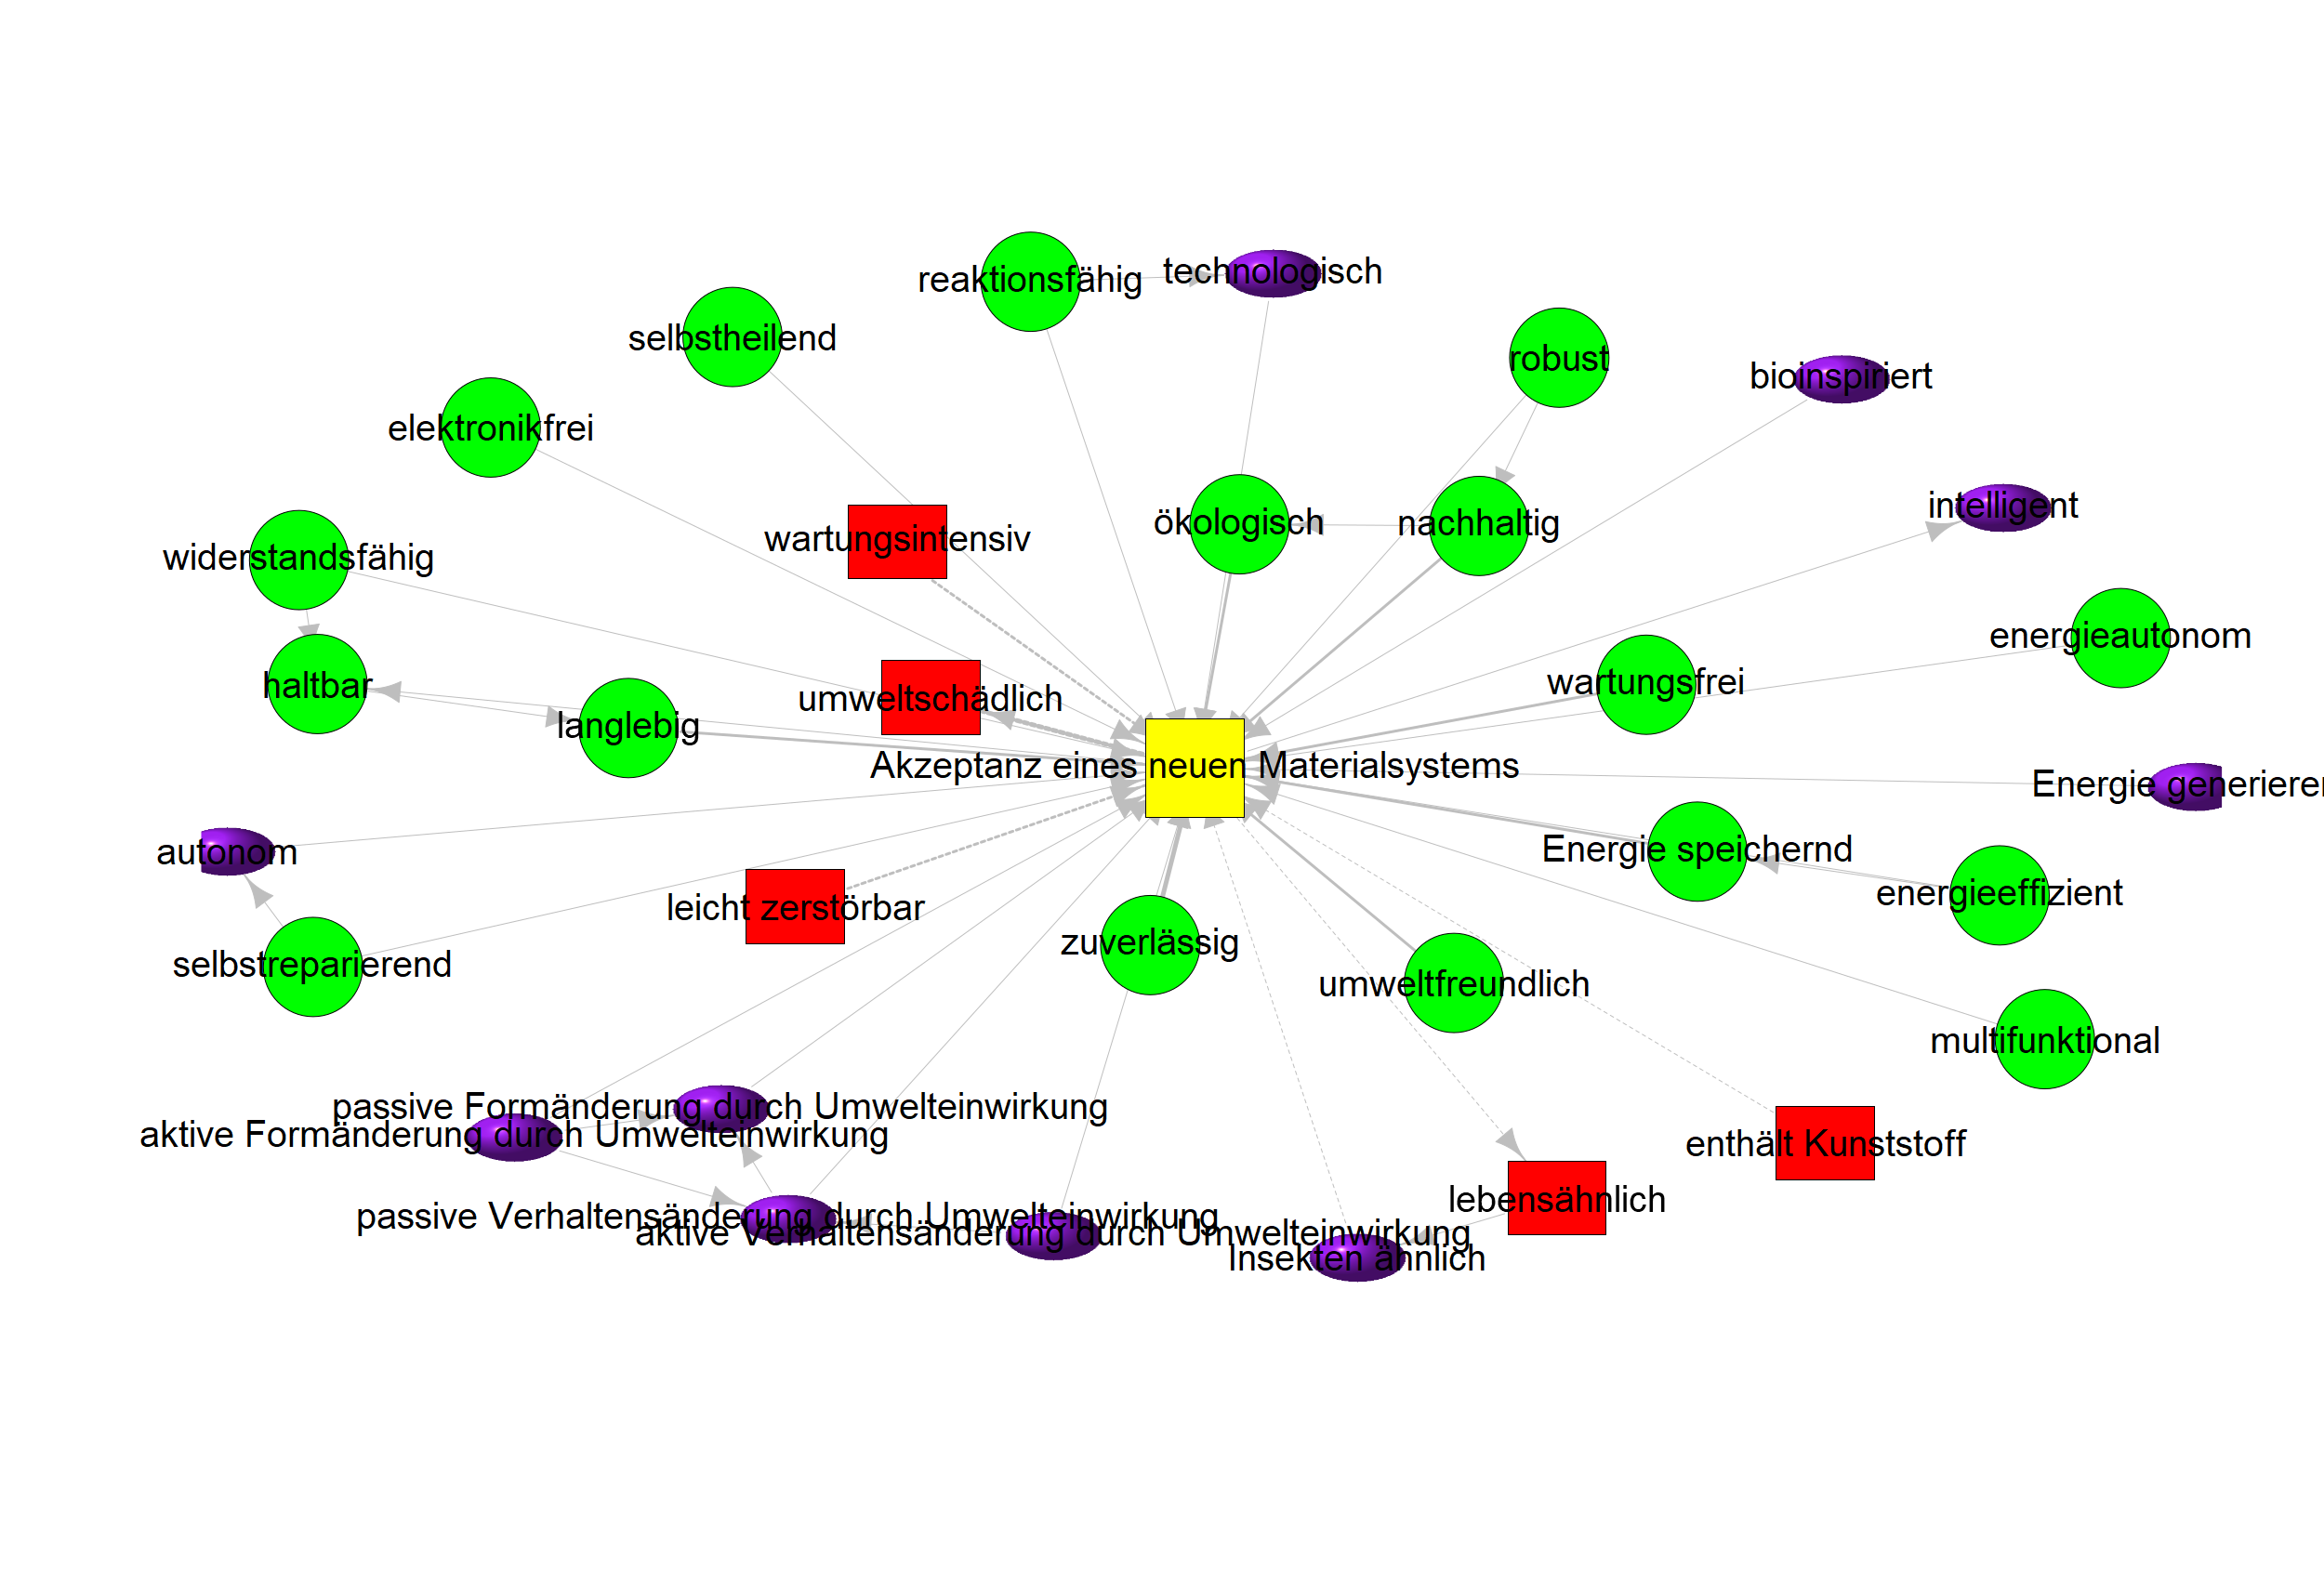 technologisch
reaktionsfähig
selbstheilend
robust
bioinspiriert
elektronikfrei
intelligent
wartungsintensiv
ökologisch
nachhaltig
widerstandsfähig
energieautonom
haltbar
umweltschädlich
wartungsfrei
langlebig
Akzeptanz eines neuen Materialsystems
Energie generieren
autonom
Energie speichernd
energieeffizient
leicht zerstörbar
zuverlässig
selbstreparierend
umweltfreundlich
multifunktional
passive Formänderung durch Umwelteinwirkung
aktive Formänderung durch Umwelteinwirkung
enthält Kunststoff
lebensähnlich
passive Verhaltensänderung durch Umwelteinwirkung
aktive Verhaltensänderung durch Umwelteinwirkung
Insekten ähnlich